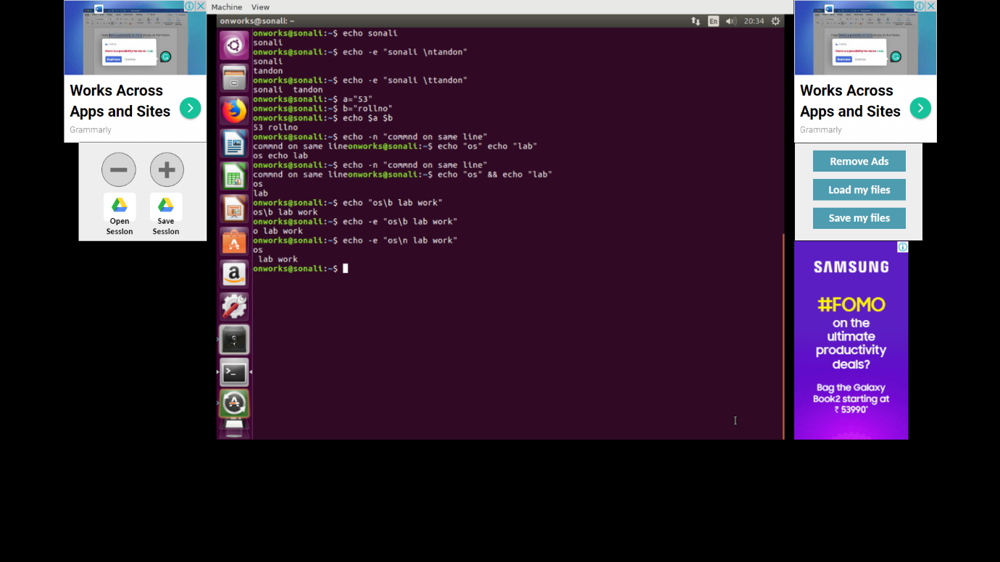 Works Across
Apps and Sites
Grammarly
Open
Session
Save
Session
Machine View
onworks@sonali: ~
En
20:34
onworks@sonali:~$ echo sonali
sonali
onworks@sonali:~$ echo -e "sonali \ntandon"
sonali
tandon
onworks@sonali:~$ echo -e "sonali \ttandon"
sonali  tandon
onworks@sonali:~$ a="53"
onworks@sonali:~$ b="rollno"
onworks@sonali:~$ echo $a $b
53 rollno
onworks@sonali:~$ echo -n "commnd on same line"
commnd on same lineonworks@sonali:~$ echo "os" echo "lab"
os echo lab
onworks@sonali:~$ echo -n "commnd on same line"
commnd on same lineonworks@sonali:~$ echo "os" && echo "lab"
os
lab
onworks@sonali:~$ echo "os\b lab work"
os\b lab work
onworks@sonali:~$ echo -e "os\b lab work"
o lab work
onworks@sonali:~$ echo -e "os\n lab work"
os
 lab work
onworks@sonali:~$
Works Across
Apps and Sites
Grammarly
Remove Ads
Load my files
Save my files
SAMSUNG
#FOMO
on the
ultimate
productivity
deals?
Bag the Galaxy
Book2 starting at
₹ 53990*